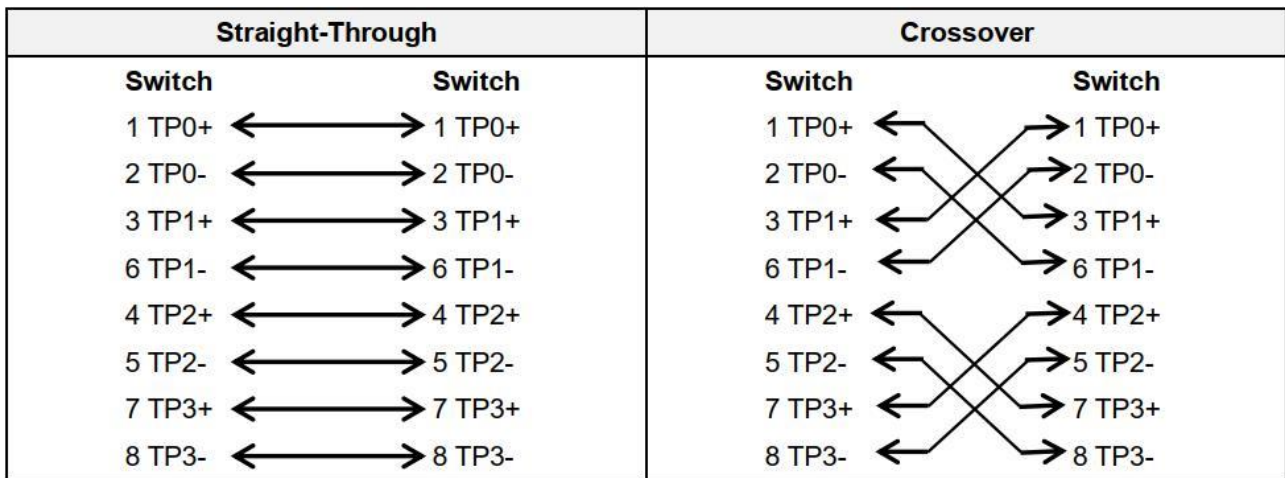 Straight-Through Crossover
Switch Switch Switch Switch
1 TP0+ 1 TP0+ 1 TP0+ 1 TP0+
2 TP0- 2 TP0- 2 TP0- 2 TP0-
3 TP1+ 3 TP1+ 3 TP1+ 3 TP1+
6 TP1- 6 TP1- 6 TP1- 6 TP1-
4 TP2+ 4 TP2+ 4 TP2+ 4 TP2+
5 TP2- 5 TP2- 5 TP2- 5 TP2-
7 TP3+ 7 TP3+ 7 TP3+ 7 TP3+
8 TP3- 8 TP3- 8 TP3- 8 TP3-